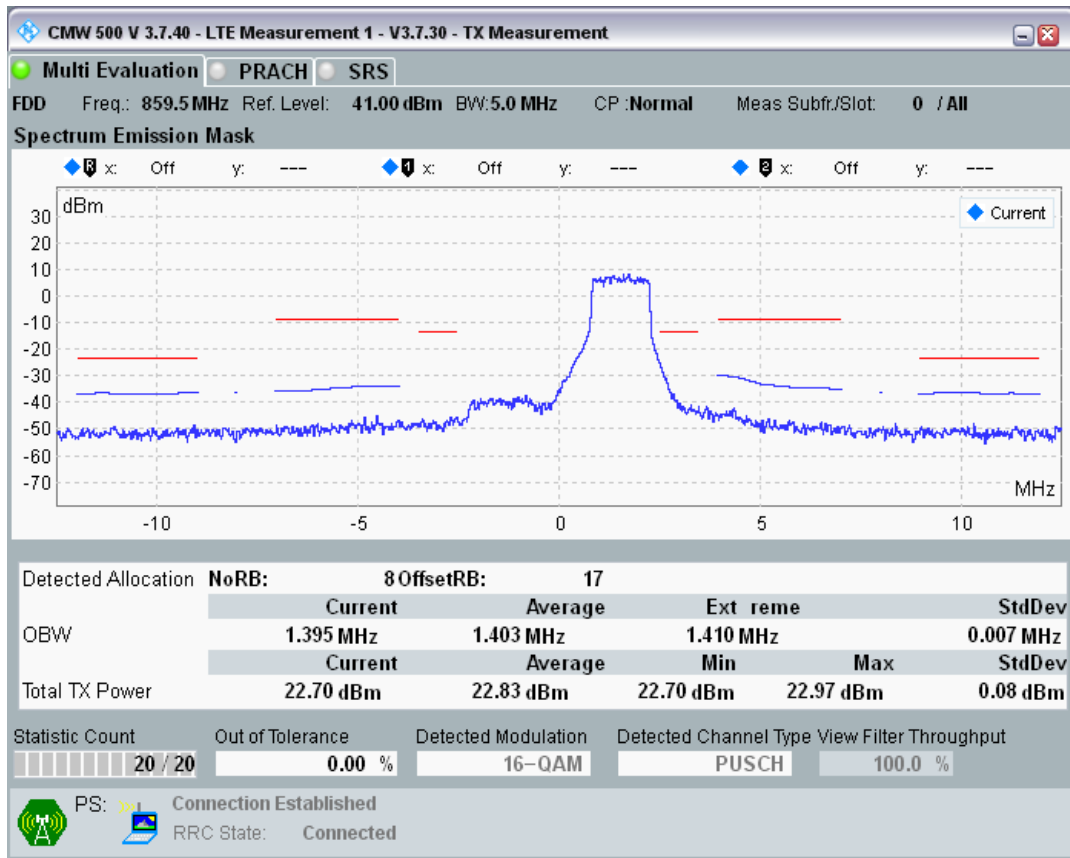 CMW 500 V 3.7.40 - LTE Measurement 1 - V3.7.30 - TX Measurement
Multi Evaluation PRACH SRS
FDD Freq.: 859.5 MHz Ref. Level: 41.00 dBm BW:5.0 MHz CP :Normal Meas Subfr./Slot: 0 / All
Spectrum Emission Mask
R x: Off y: --- 1 x: Off y: --- 2 x: Off y: ---
dBm
Current
30
20
10
0
-10
-20
-30
-40
-50
-60
-70
MHz
-10 -5 0 5 10
Detected Allocation NoRB: 8 OffsetRB: 17
Current Average Ext reme StdDev
OBW 1.395 MHz 1.403 MHz 1.410 MHz 0.007 MHz
Current Average Min Max StdDev
Total TX Power 22.70 dBm 22.83 dBm 22.70 dBm 22.97 dBm 0.08 dBm
Statistic Count Out of Tolerance Detected Modulation Detected Channel Type View Filter Throughput
20 / 20 0.00 % 16-QAM PUSCH 100.0 %
PS: Connection Established
RRC State: Connected